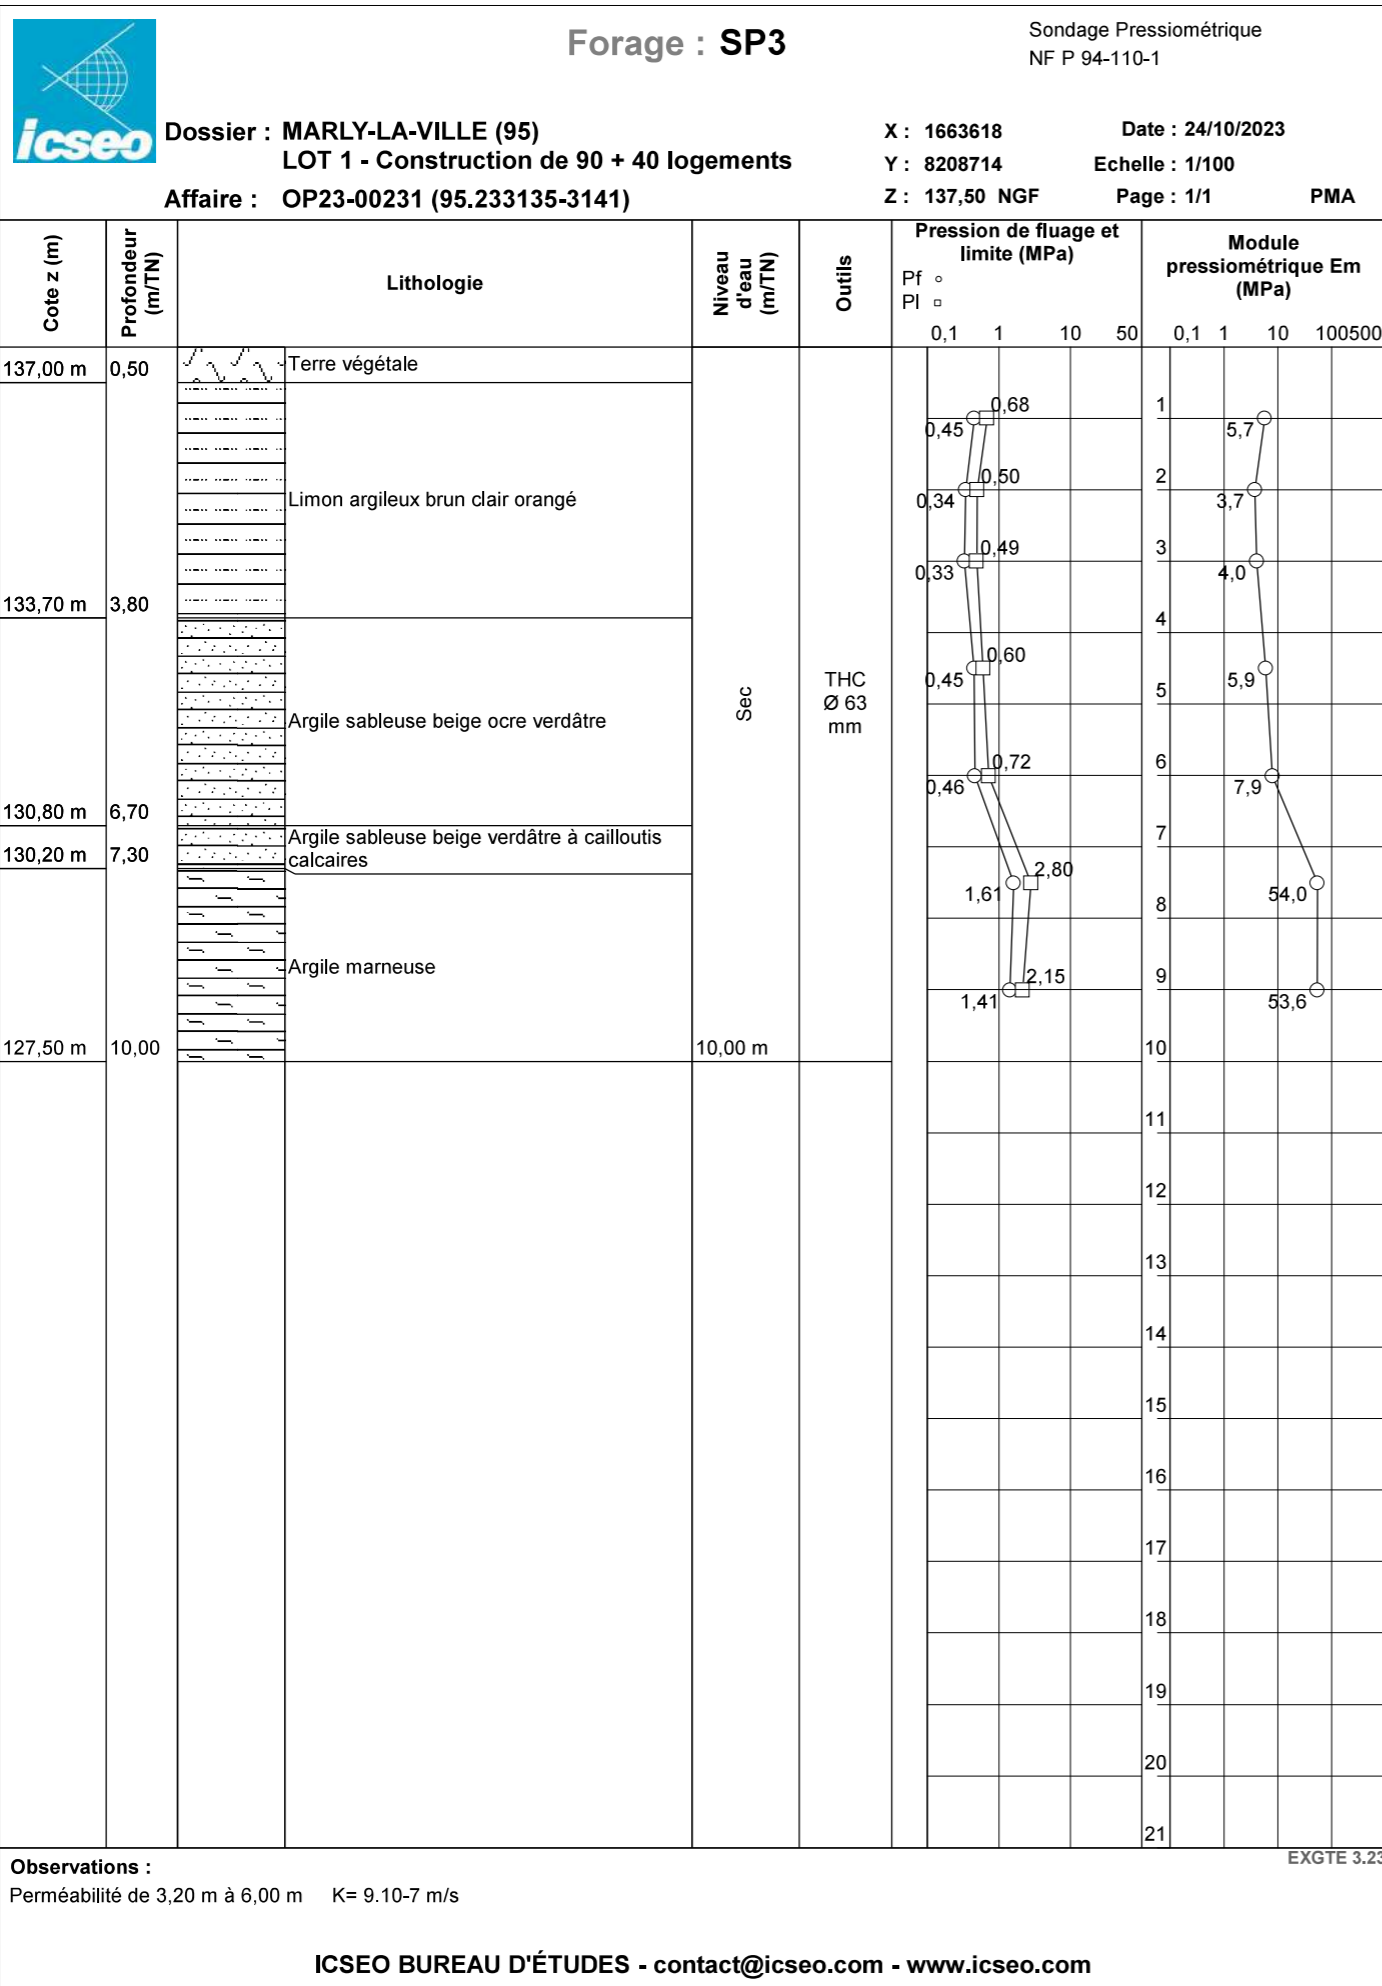 Forage : SP3
Sondage Pressiométrique
NF P 94-110-1
icseo
Dossier : MARLY-LA-VILLE (95)
LOT 1 - Construction de 90 + 40 logements
Affaire : OP23-00231 (95.233135-3141)
X : 1663618
Date : 24/10/2023
Y : 8208714
Echelle : 1/100
Z : 137,50 NGF
Page : 1/1
PMA
Cote z (m)
Profondeur
(m/TN)
Lithologie
Niveau
d'eau
(m/TN)
Outils
Pression de fluage et
limite (MPa)
Pf
Pl
0,1 1 10 50
Module
pressiométrique Em
(MPa)
0,1 1 10 100500
137,00 m 0,50 Terre végétale
Limon argileux brun clair orangé
133,70 m 3,80
Argile sableuse beige ocre verdâtre
130,80 m 6,70
Argile sableuse beige verdâtre à cailloutis
calcaires
130,20 m 7,30
Argile marneuse
127,50 m 10,00
Sec
10,00 m
THC
Ø 63
mm
0,68
0,45
0,50
0,34
0,49
0,33
0,60
0,45
0,72
0,46
2,80
1,61
2,15
1,41
1
2
3
4
5
6
7
8
9
10
11
12
13
14
15
16
17
18
19
20
21
5,7
3,7
4,0
5,9
7,9
54,0
53,6
EXGTE 3.23
Observations :
Perméabilité de 3,20 m à 6,00 m K= 9.10-7 m/s
ICSEO BUREAU D'ÉTUDES - contact@icseo.com - www.icseo.com